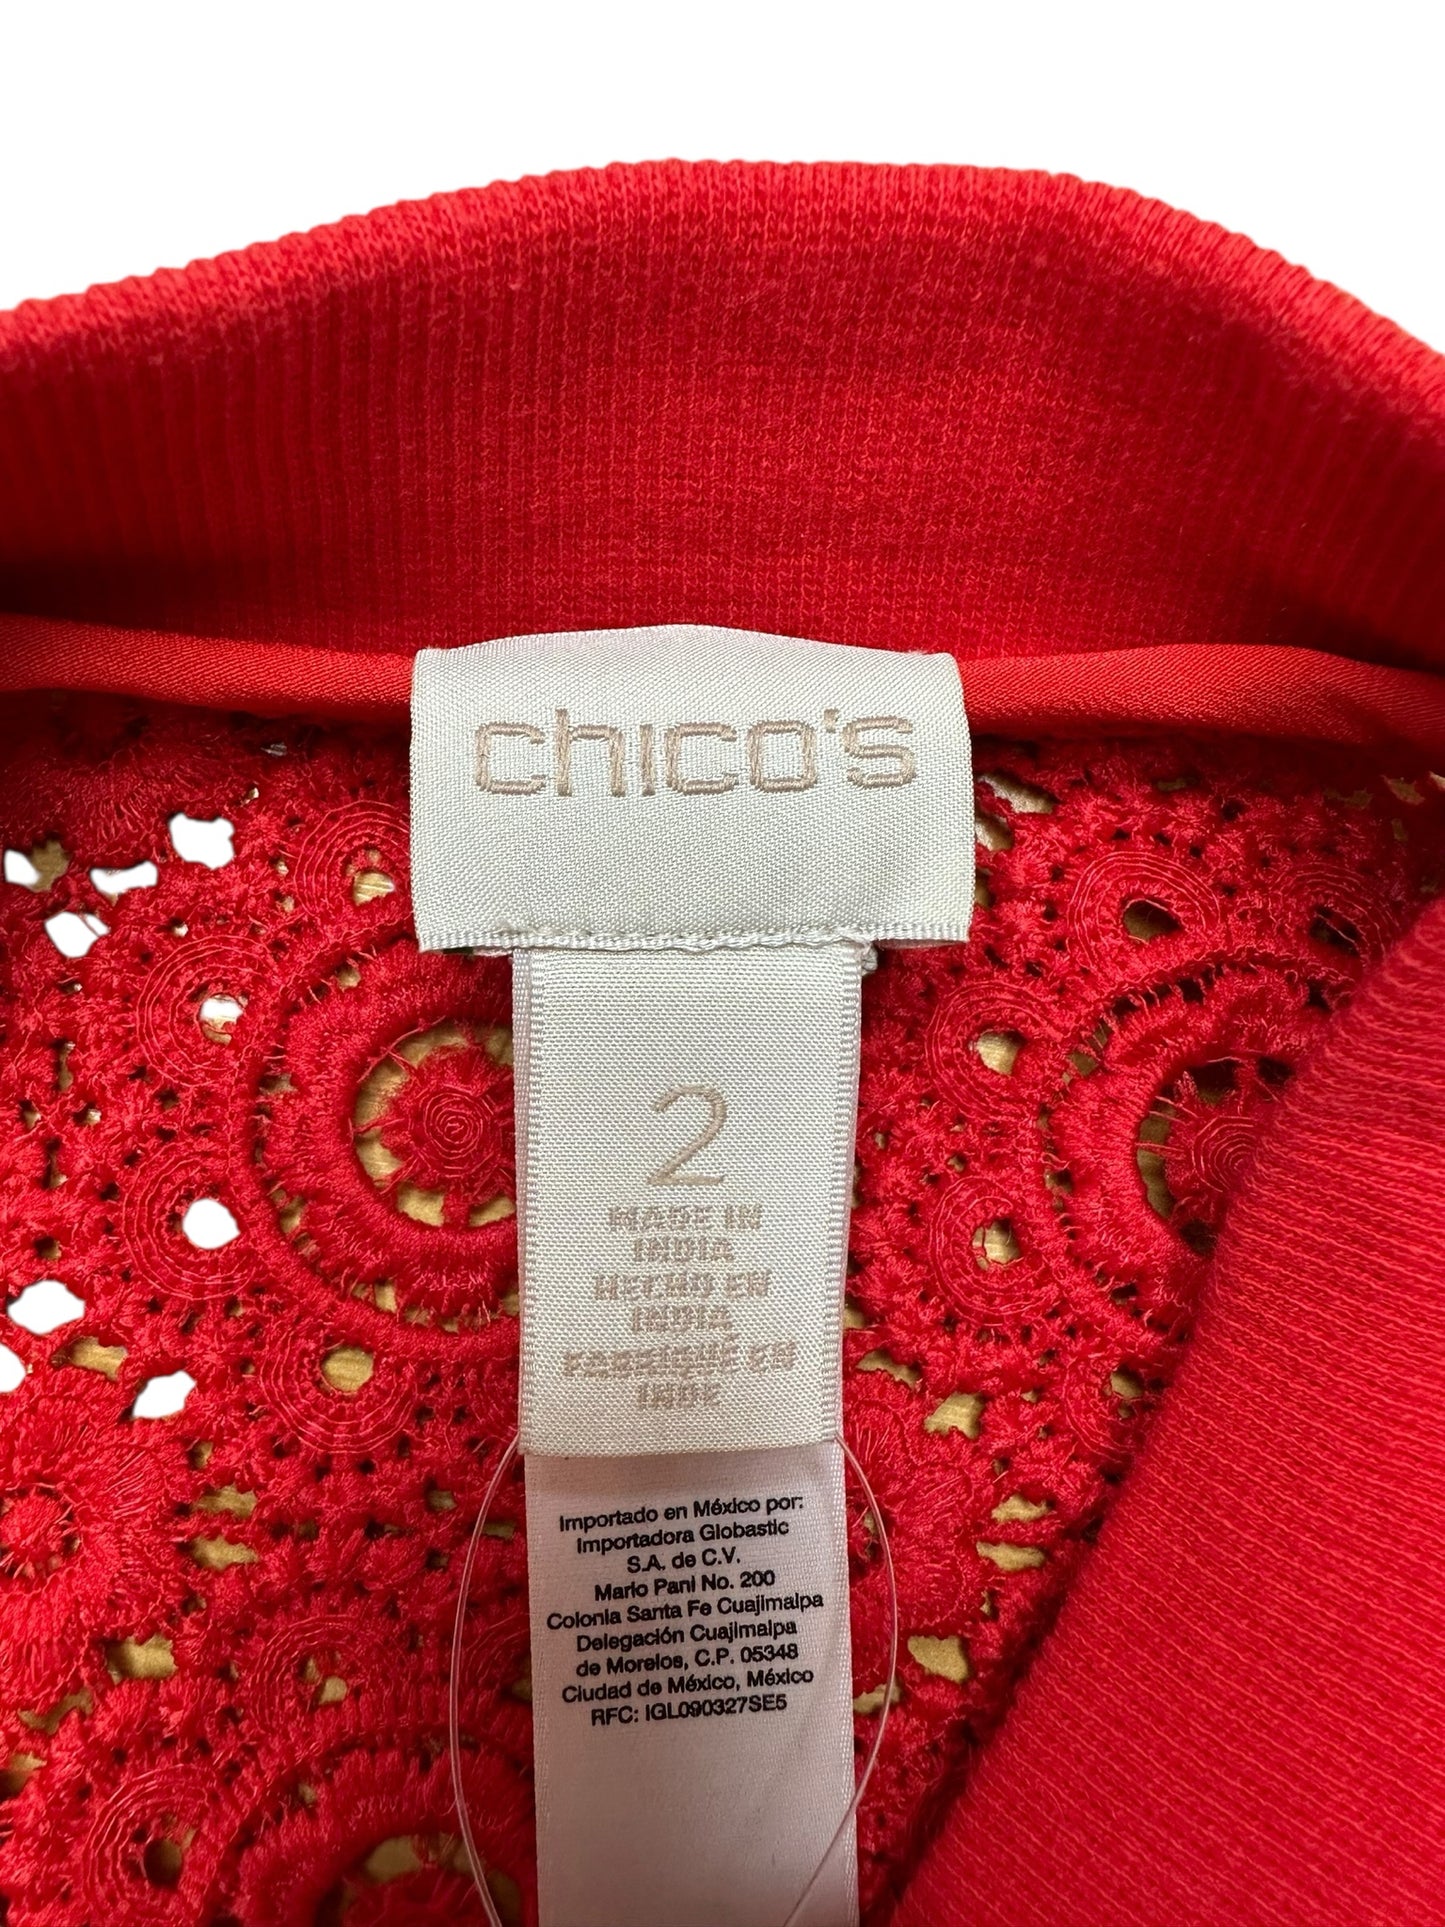 chico's
2
MADE IN
INDIA
HECHO EN
INDIA
FABRIQUÉ EN
INDE
Importado en México por:
Importadora Globastic
S.A. de C.V.
Mario Pani No. 200
Colonia Santa Fe Cuajimalpa
Delegación Cuajimalpa
de Morelos, C.P. 05348
Ciudad de México, México
RFC: IGL090327SE5